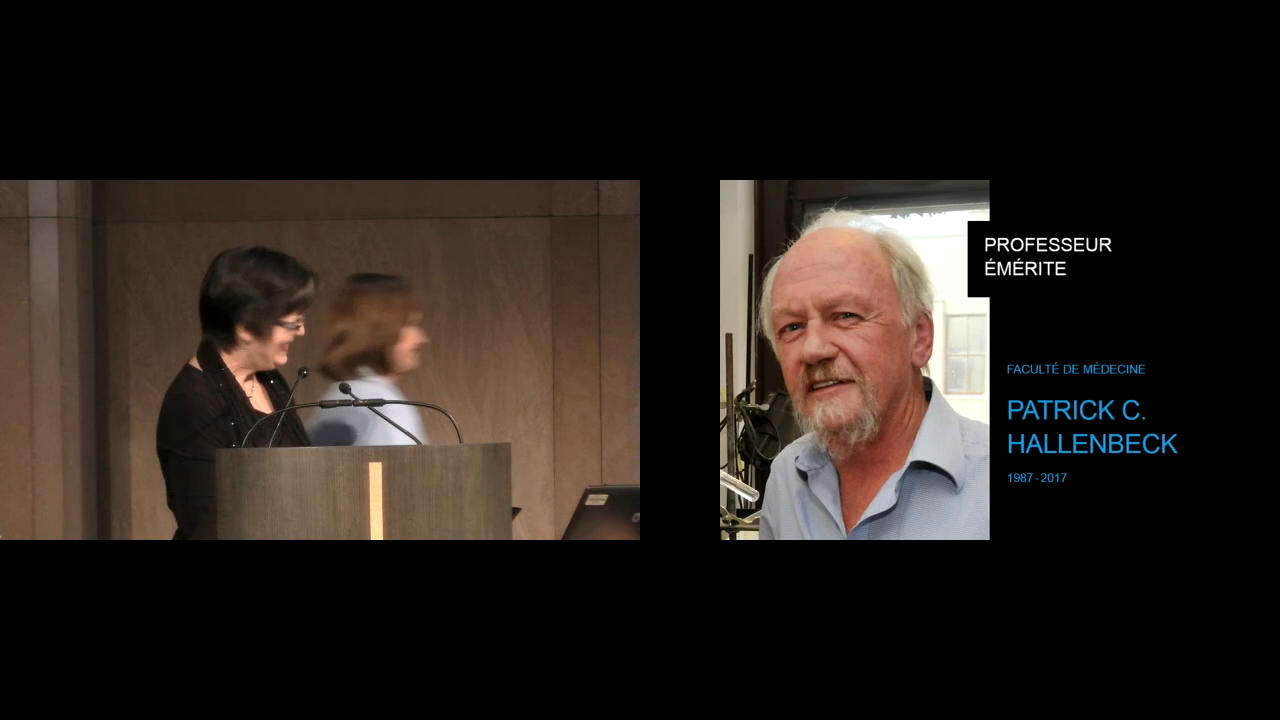 PROFESSEUR
ÉMÉRITE
FACULTÉ DE MÉDECINE
PATRICK C.
HALLENBECK
1987-2017